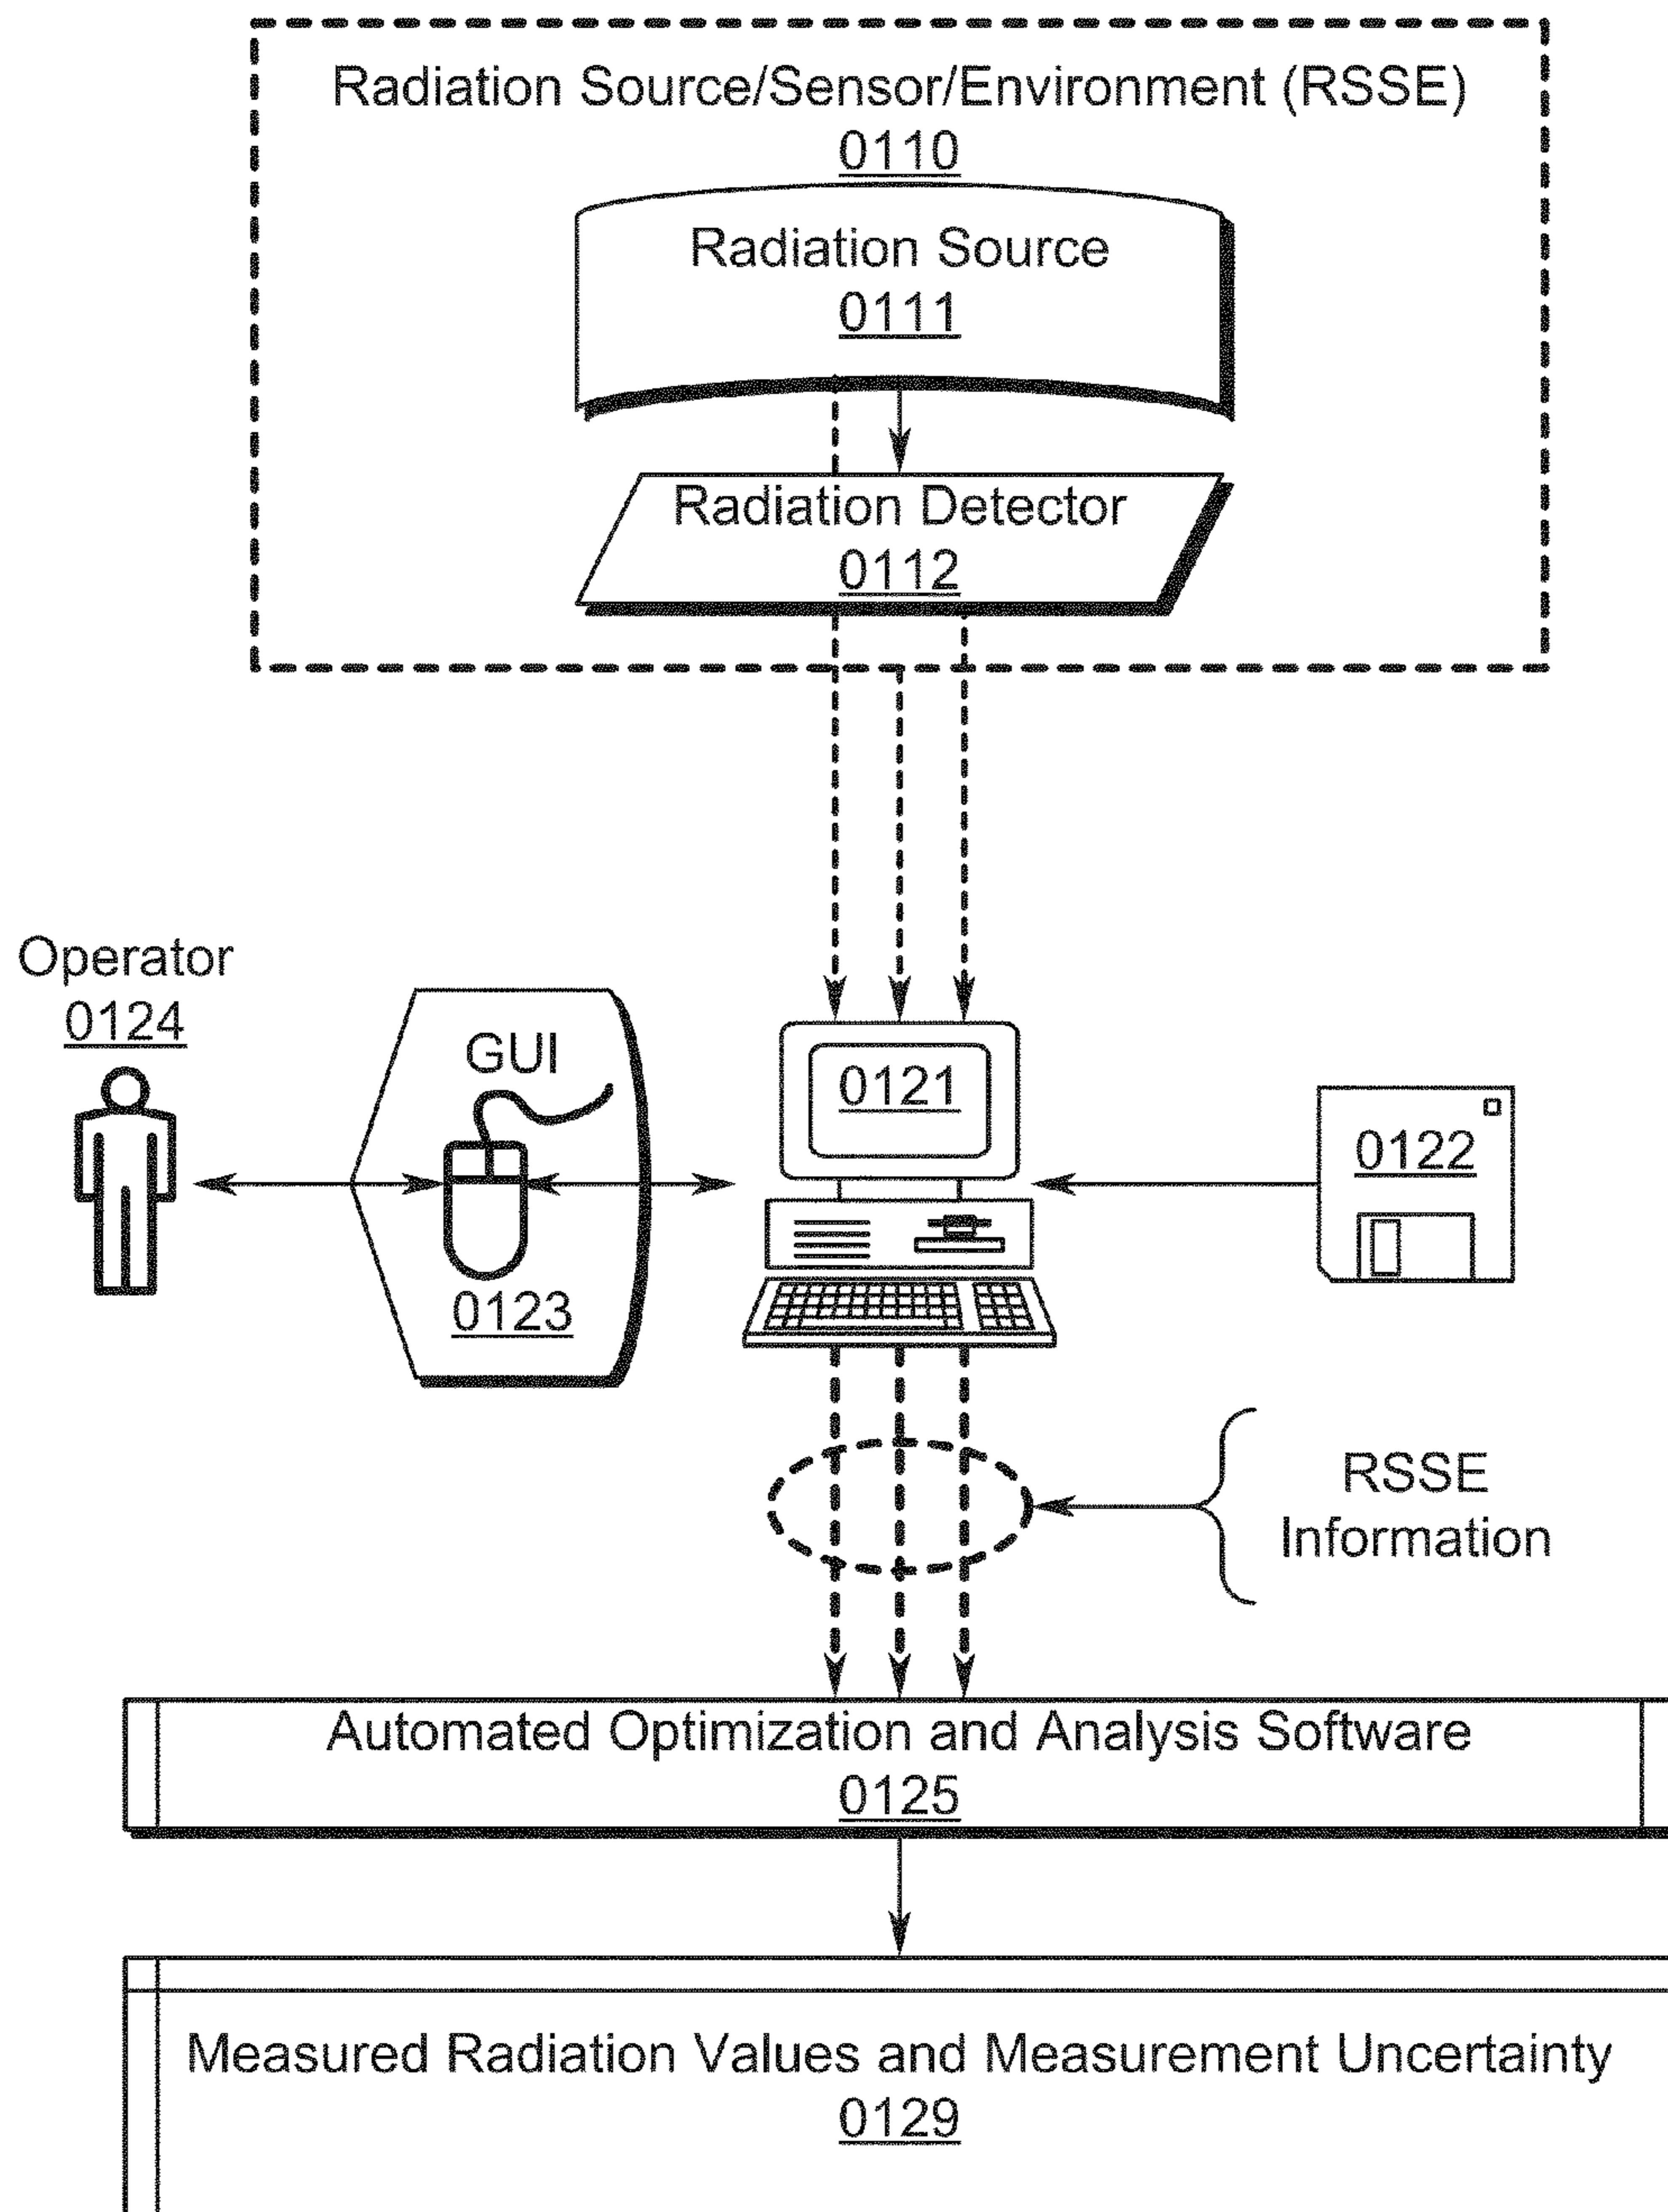 Radiation Source/Sensor/Environment (RSSE)
0110
Radiation Source
0111
Radiation Detector
0112
Operator
0124
GUI
0123
0121
0122
RSSE
Information
Automated Optimization and Analysis Software
0125
Measured Radiation Values and Measurement Uncertainty
0129